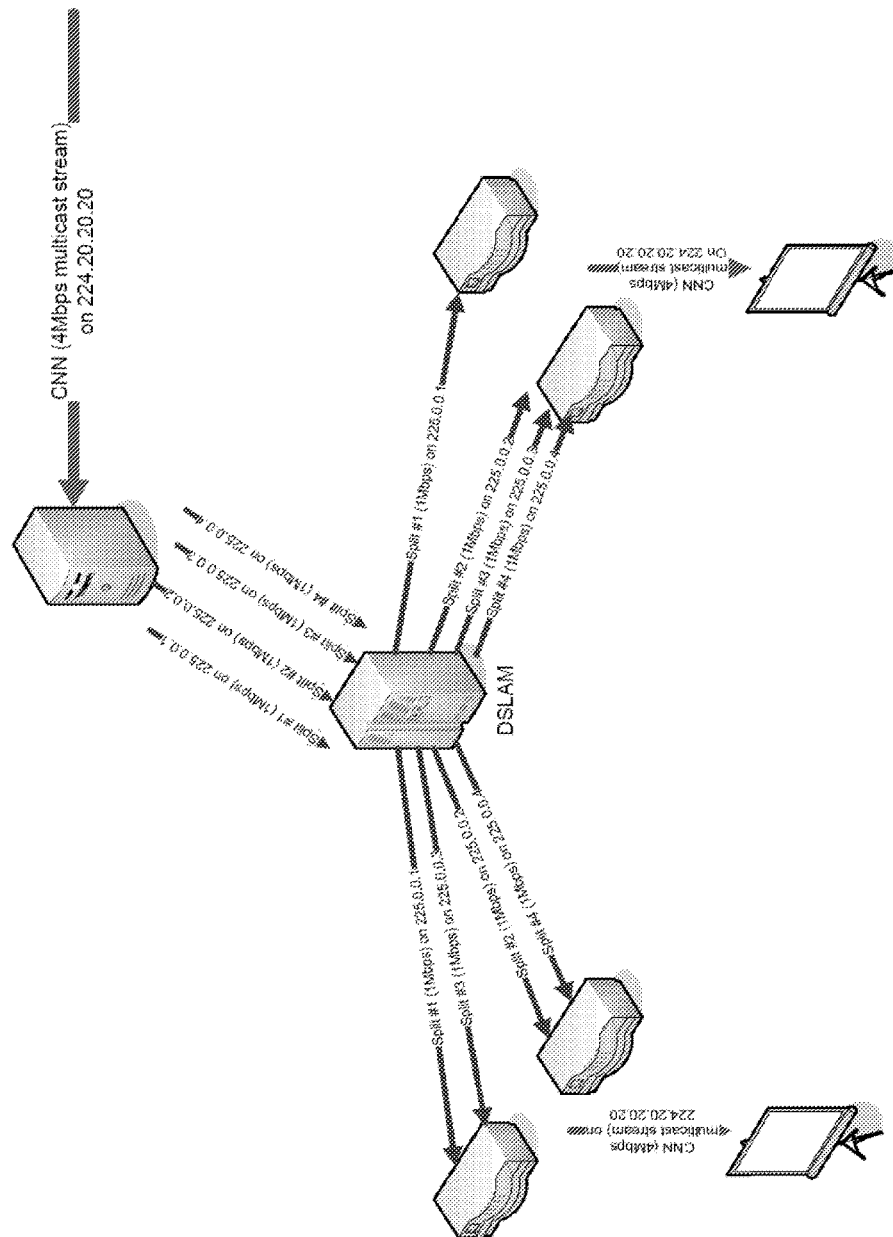 CNN (4Mbps multicast stream)
on 224.20.20.20
Split #4 (1Mbps) on 225.0.0.4
Split #3 (1Mbps) on 225.0.0.3
Split #2 (1Mbps) on 225.0.0.2
Split #1 (1Mbps) on 225.0.0.1
DSLAM
Split #1 (1Mbps) on 225.0.0.1
Split #2 (1Mbps) on 225.0.0.2
Split #3 (1Mbps) on 225.0.0.3
Split #4 (1Mbps) on 225.0.0.4
Split #1 (1Mbps) on 225.0.0.1
Split #3 (1Mbps) on 225.0.0.3
Split #2 (1Mbps) on 225.0.0.2
Split #4 (1Mbps) on 225.0.0.4
CNN (4Mbps
multicast stream)
On 224.20.20.20
CNN (4Mbps
multicast stream) on
224.20.20.20